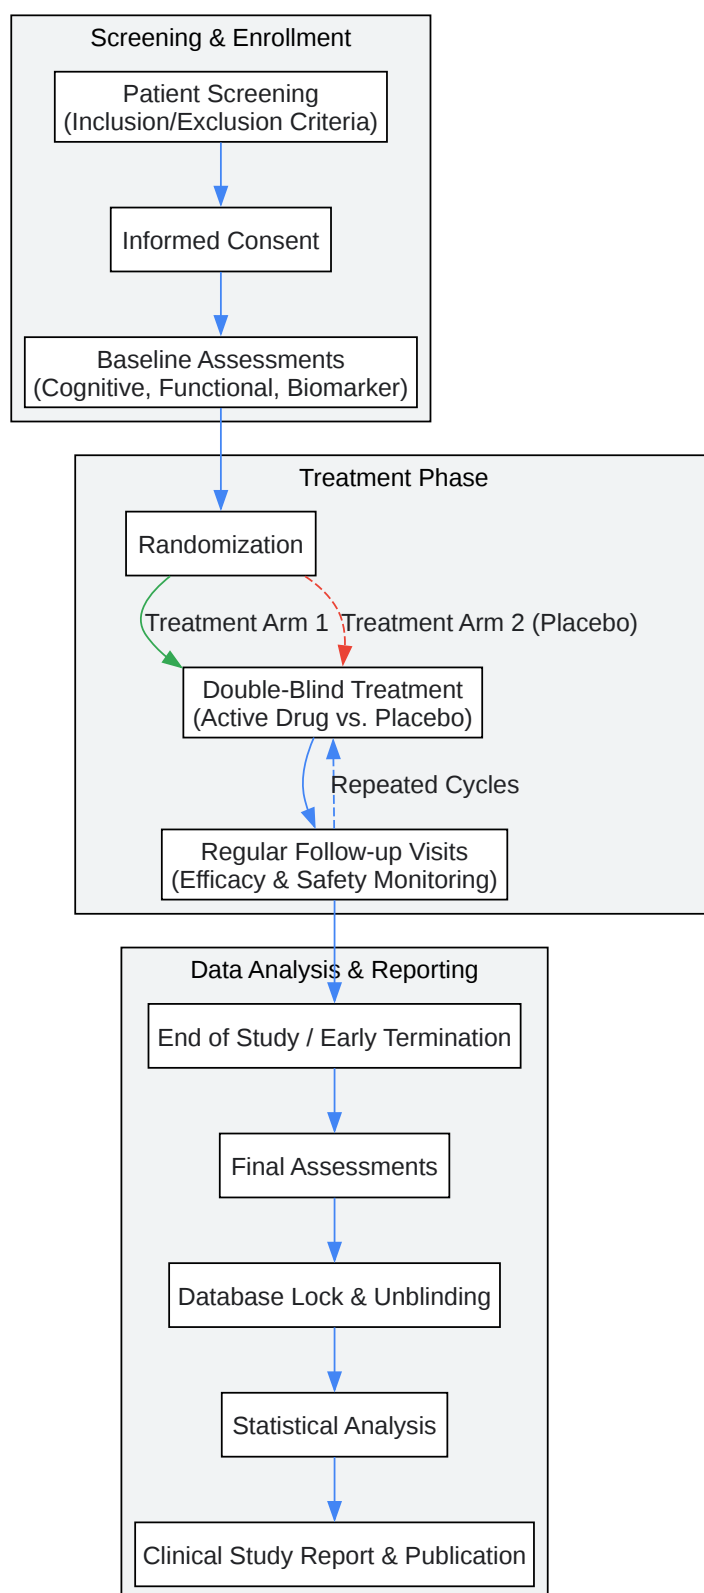 Screening & Enrollment
Patient Screening
(Inclusion/Exclusion Criteria)
Informed Consent
Baseline Assessments
(Cognitive, Functional, Biomarker)
Treatment Phase
Randomization
Treatment Arm 1
Treatment Arm 2 (Placebo)
Double-Blind Treatment
(Active Drug vs. Placebo)
Repeated Cycles
Regular Follow-up Visits
(Efficacy & Safety Monitoring)
Data Analysis & Reporting
End of Study / Early Termination
Final Assessments
Database Lock & Unblinding
Statistical Analysis
Clinical Study Report & Publication